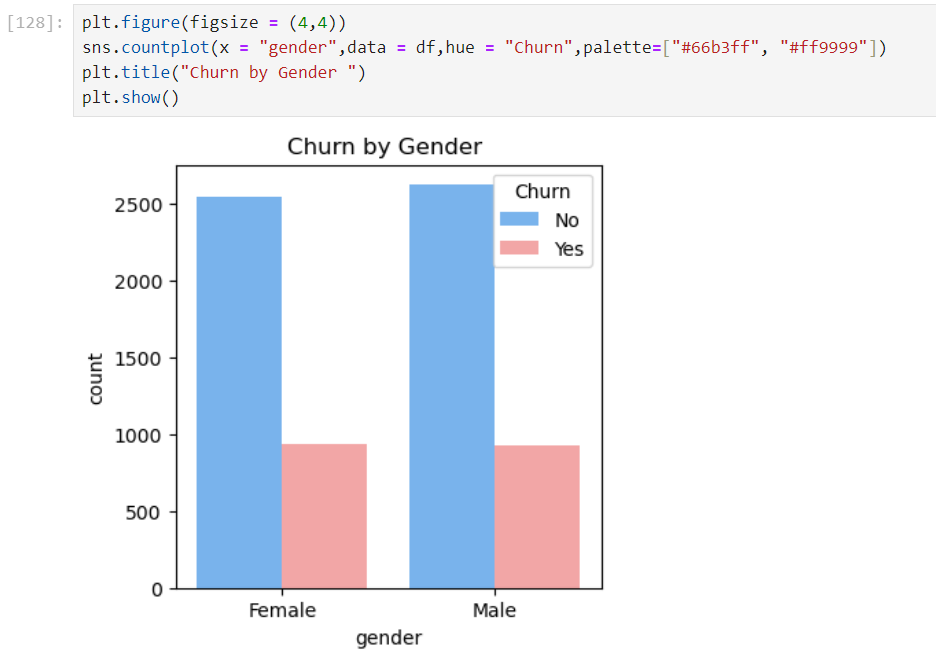 [128]:
plt.figure(figsize = (4,4))
sns.countplot(x = "gender",data = df,hue = "Churn",palette=["#66b3ff", "#ff9999"])
plt.title("Churn by Gender ")
plt.show()
Churn by Gender
Churn
No
Yes
2500
2000
1500
1000
500
0
count
Female
Male
gender